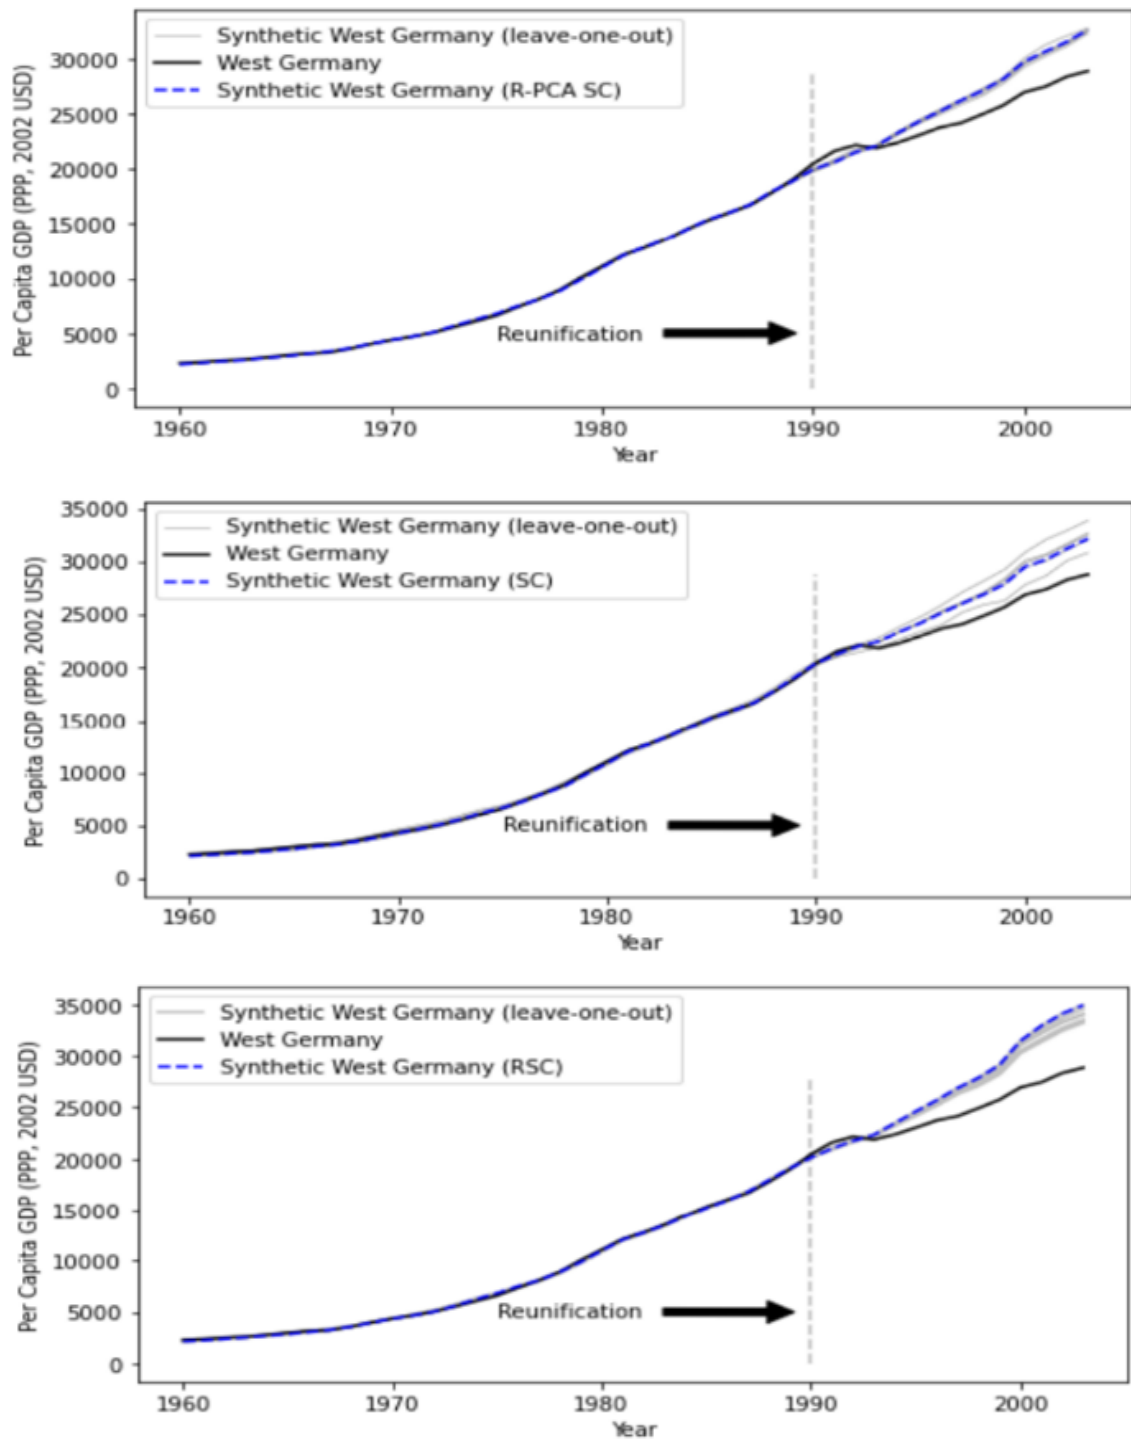 Synthetic West Germany (leave-one-out)
West Germany
Synthetic West Germany (R-PCA SC)
Per Capita GDP (PPP, 2002 USD)
30000
25000
20000
15000
10000
5000
0
Reunification
1960 1970 1980 1990 2000
Year
Synthetic West Germany (leave-one-out)
West Germany
Synthetic West Germany (SC)
Per Capita GDP (PPP, 2002 USD)
35000
30000
25000
20000
15000
10000
5000
0
Reunification
1960 1970 1980 1990 2000
Year
Synthetic West Germany (leave-one-out)
West Germany
Synthetic West Germany (RSC)
Per Capita GDP (PPP, 2002 USD)
35000
30000
25000
20000
15000
10000
5000
0
Reunification
1960 1970 1980 1990 2000
Year